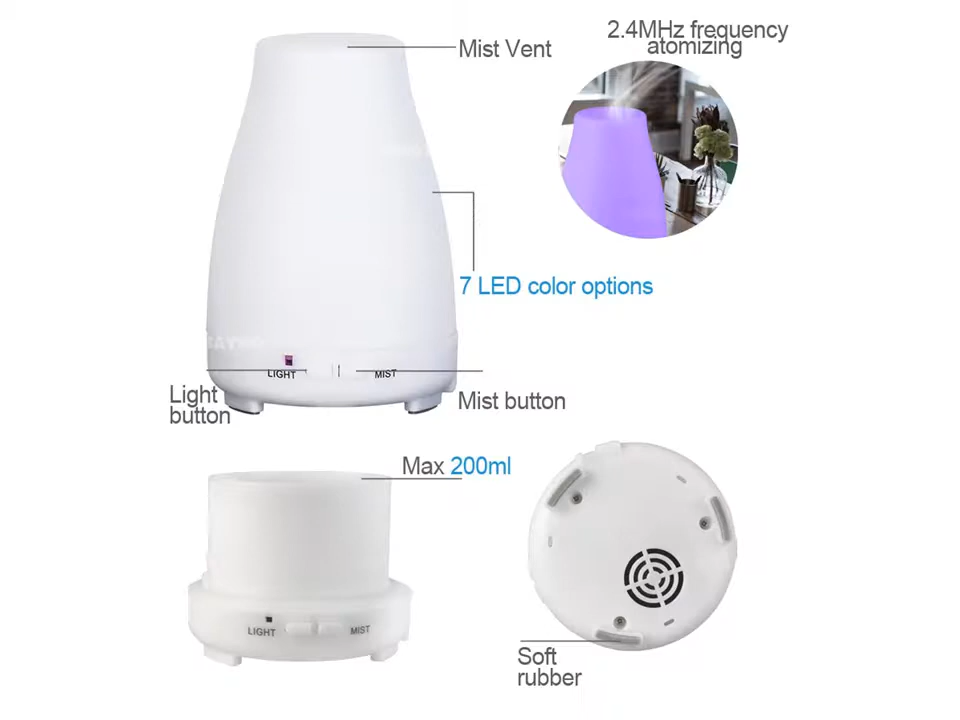 2.4MHz frequency
atomizing
Mist Vent
7 LED color options
LIGHT
MIST
Light
button
Mist button
Max 200ml
LIGHT
MIST
Soft
rubber